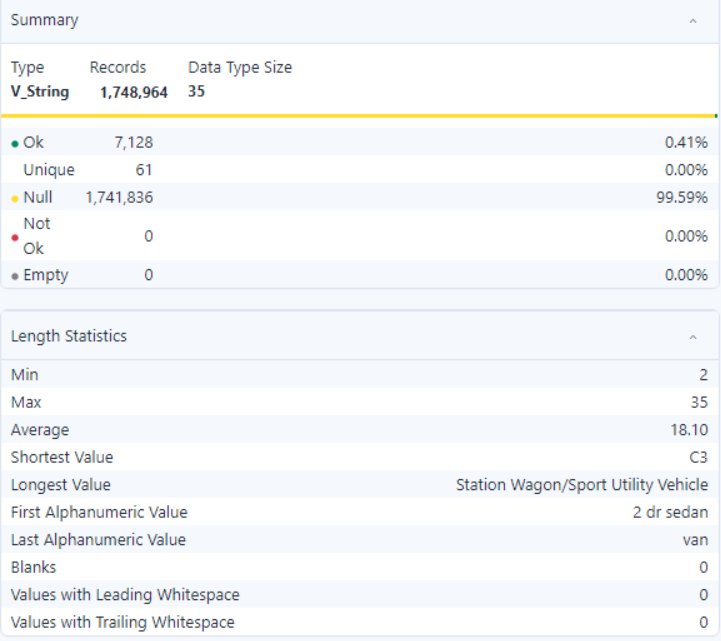 Summary
Type Records Data Type Size
V_String 1,748,964 35
Ok 7,128 0.41%
Unique 61 0.00%
Null 1,741,836 99.59%
Not
Ok 0 0.00%
Empty 0 0.00%
Length Statistics
Min 2
Max 35
Average 18.10
Shortest Value C3
Longest Value Station Wagon/Sport Utility Vehicle
First Alphanumeric Value 2 dr sedan
Last Alphanumeric Value van
Blanks 0
Values with Leading Whitespace 0
Values with Trailing Whitespace 0